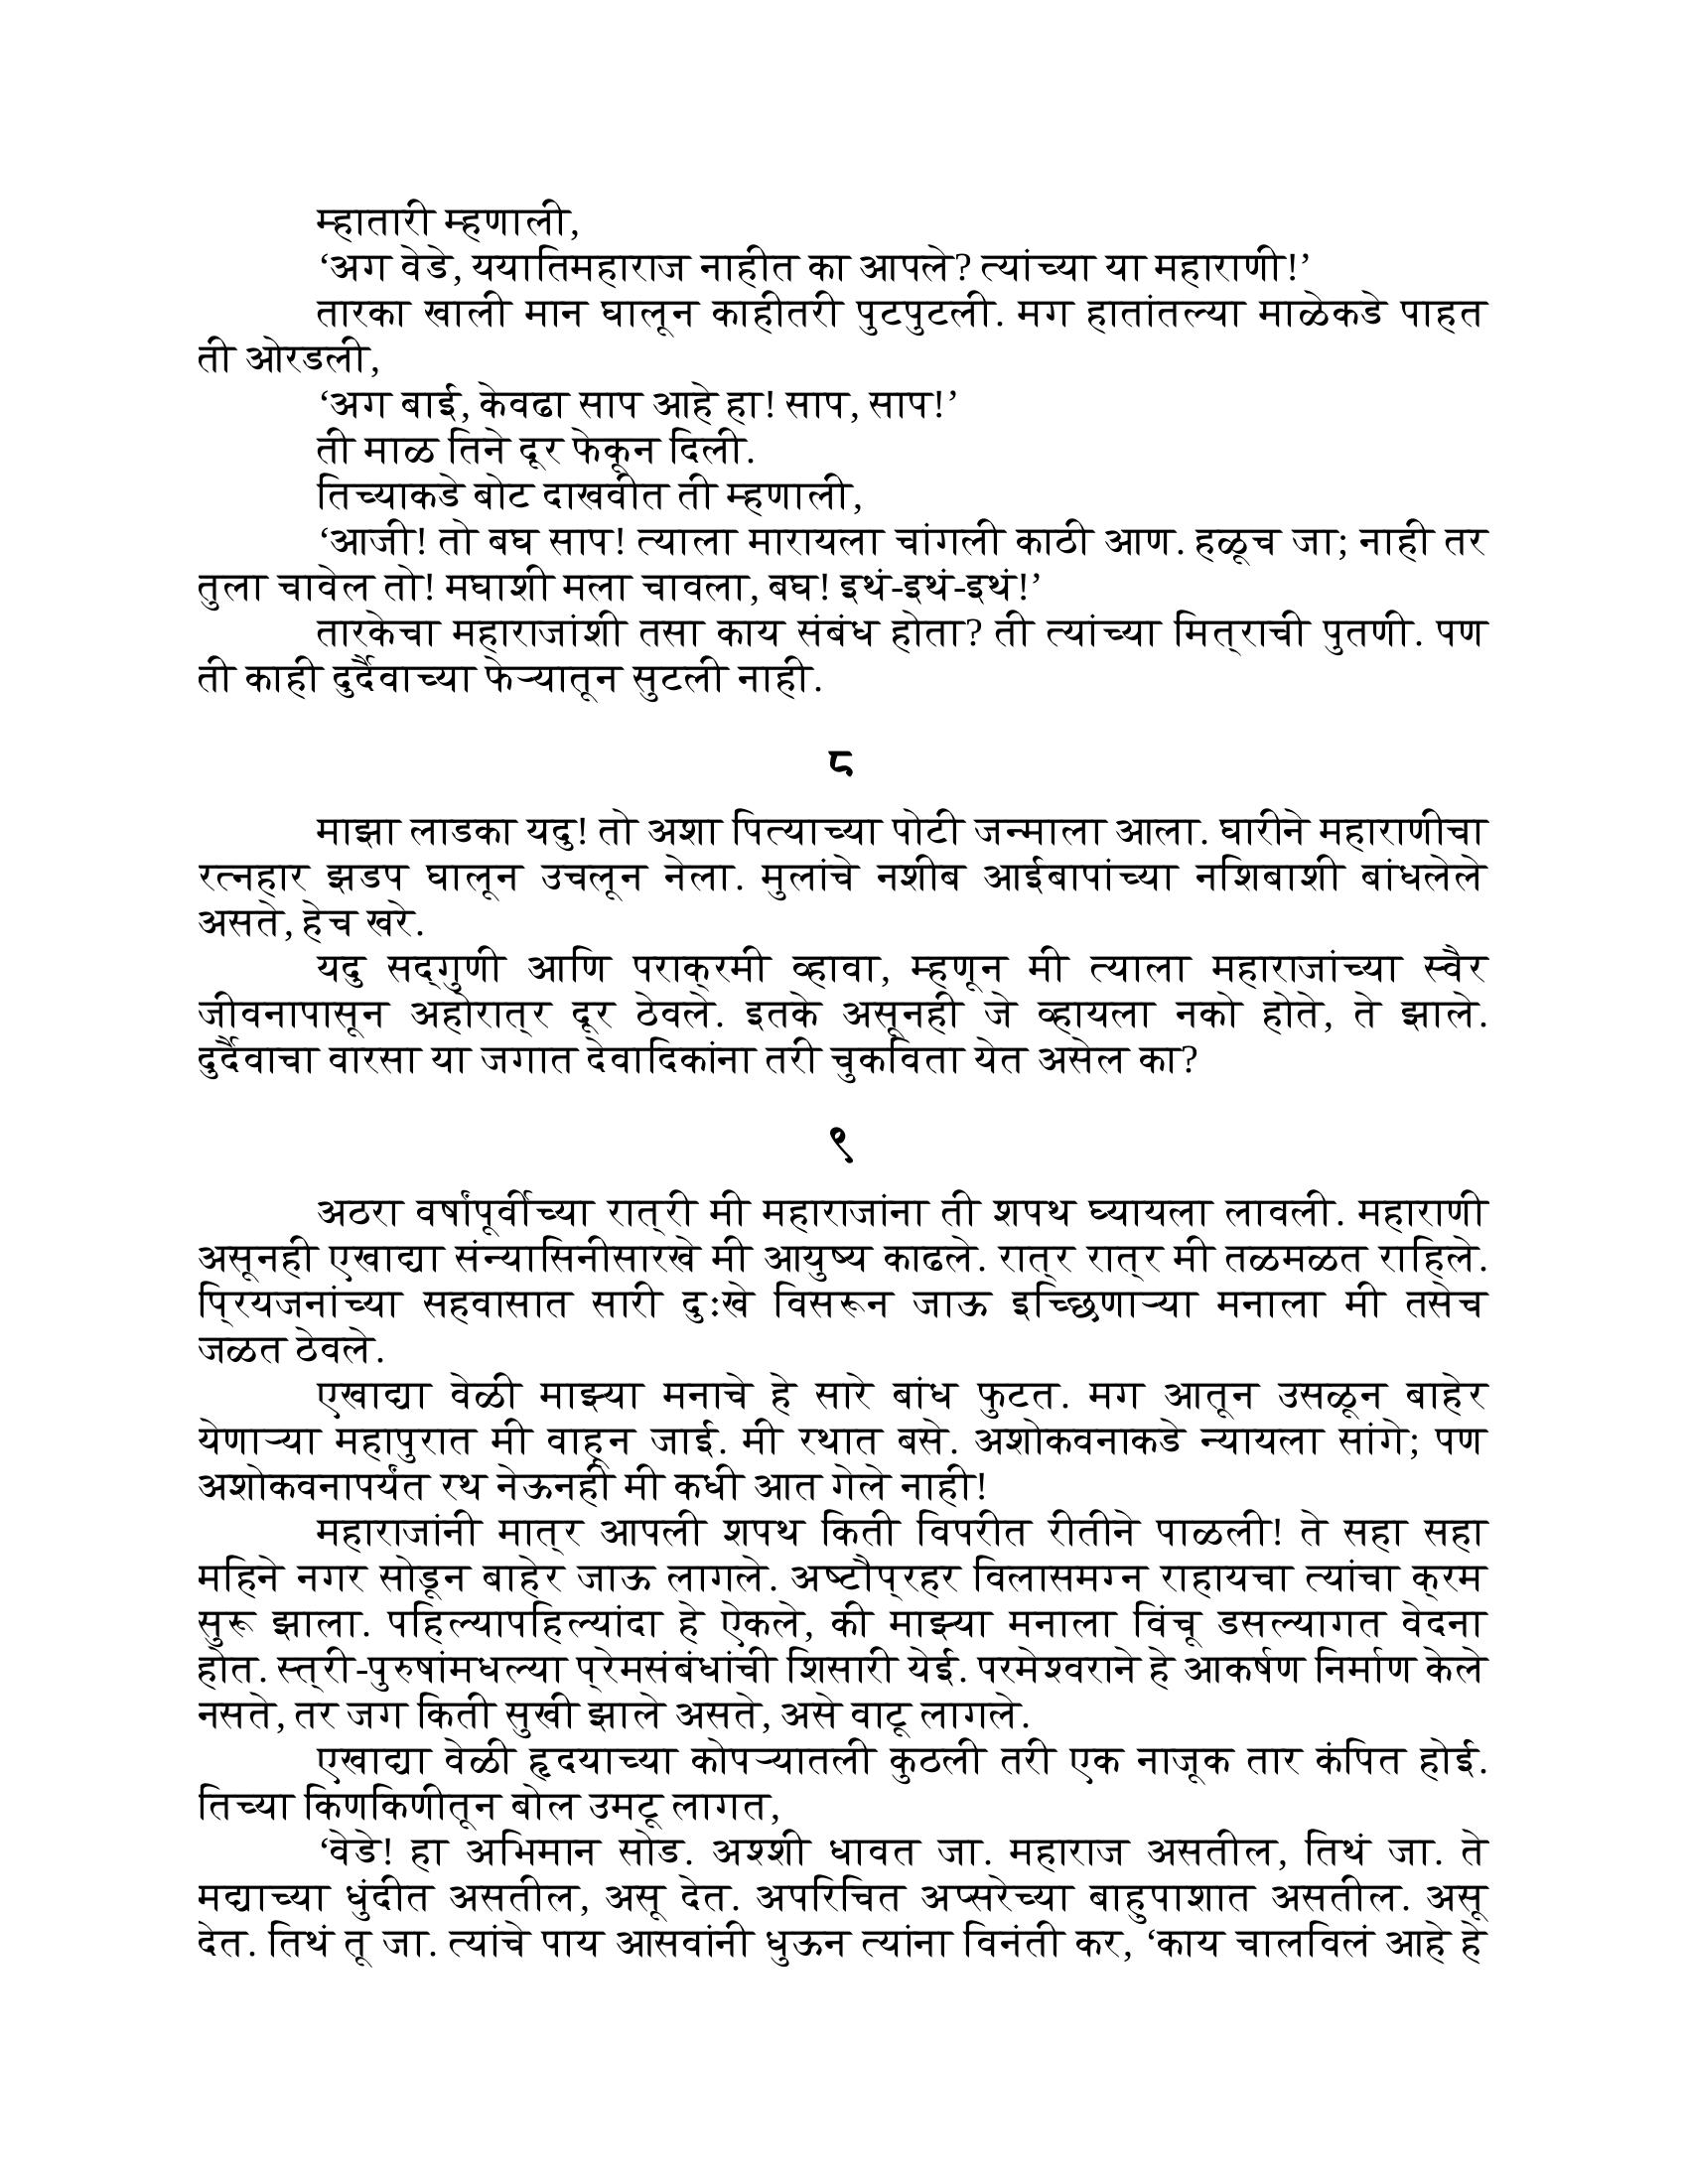 म्हातारी म्हणाली,
‘अग वेडे, ययातिमहाराज नाहीत का आपले? त्यांच्या या महाराणी!’
तारका खाली मान घालून काहीतरी पुटपुटली. मग हातांतल्या माळेकडे पाहत
ती ओरडली,
‘अग बाई, केवढा साप आहे हा! साप, साप!’
ती माळ तिने दूर फेकून दिली.
तिच्याकडे बोट दाखवीत ती म्हणाली,
‘आजी! तो बघ साप! त्याला मारायला चांगली काठी आण. हळूच जा; नाही तर
तुला चावेल तो! मघाशी मला चावला, बघ! इथं-इथं-इथं!’
तारकेचा महाराजांशी तसा काय संबंध होता? ती त्यांच्या मित्राची पुतणी. पण
ती काही दुर्दैवाच्या फेऱ्यातून सुटली नाही.
८
माझा लाडका यदु! तो अशा पित्याच्या पोटी जन्माला आला. घारीने महाराणीचा
रत्नहार झडप घालून उचलून नेला. मुलांचे नशीब आईबापांच्या नशिबाशी बांधलेले
असते, हेच खरे.
यदु सद्‌गुणी आणि पराक्रमी व्हावा, म्हणून मी त्याला महाराजांच्या स्वैर
जीवनापासून अहोरात्र दूर ठेवले. इतके असूनही जे व्हायला नको होते, ते झाले.
दुर्दैवाचा वारसा या जगात देवादिकांना तरी चुकविता येत असेल का?
९
अठरा वर्षांपूर्वीच्या रात्री मी महाराजांना ती शपथ घ्यायला लावली. महाराणी
असूनही एखाद्या संन्यासिनीसारखे मी आयुष्य काढले. रात्र रात्र मी तळमळत राहिले.
प्रियजनांच्या सहवासात सारी दुःखे विसरून जाऊ इच्छिणाऱ्या मनाला मी तसेच
जळत ठेवले.
एखाद्या वेळी माझ्या मनाचे हे सारे बांध फुटत. मग आतून उसळून बाहेर
येणाऱ्या महापुरात मी वाहून जाई. मी रथात बसे. अशोकवनाकडे न्यायला सांगे; पण
अशोकवनापर्यंत रथ नेऊनही मी कधी आत गेले नाही!
महाराजांनी मात्र आपली शपथ किती विपरीत रीतीने पाळली! ते सहा सहा
महिने नगर सोडून बाहेर जाऊ लागले. अष्टौप्रहर विलासमग्न राहायचा त्यांचा क्रम
सुरू झाला. पहिल्यापहिल्यांदा हे ऐकले, की माझ्या मनाला विंचू डसल्यागत वेदना
होत. स्त्री-पुरुषांमधल्या प्रेमसंबंधांची शिसारी येई. परमेश्वराने हे आकर्षण निर्माण केले
नसते, तर जग किती सुखी झाले असते, असे वाटू लागले.
एखाद्या वेळी हृदयाच्या कोपऱ्यातली कुठली तरी एक नाजूक तार कंपित होई.
तिच्या किणकिणीतून बोल उमटू लागत,
‘वेडे! हा अभिमान सोड. अश्शी धावत जा. महाराज असतील, तिथं जा. ते
मद्याच्या धुंदीत असतील, असू देत. अपरिचित अप्सरेच्या बाहुपाशात असतील. असू
देत. तिथं तू जा. त्यांचे पाय आसवांनी धुऊन त्यांना विनंती कर, ‘काय चालविलं आहे हे